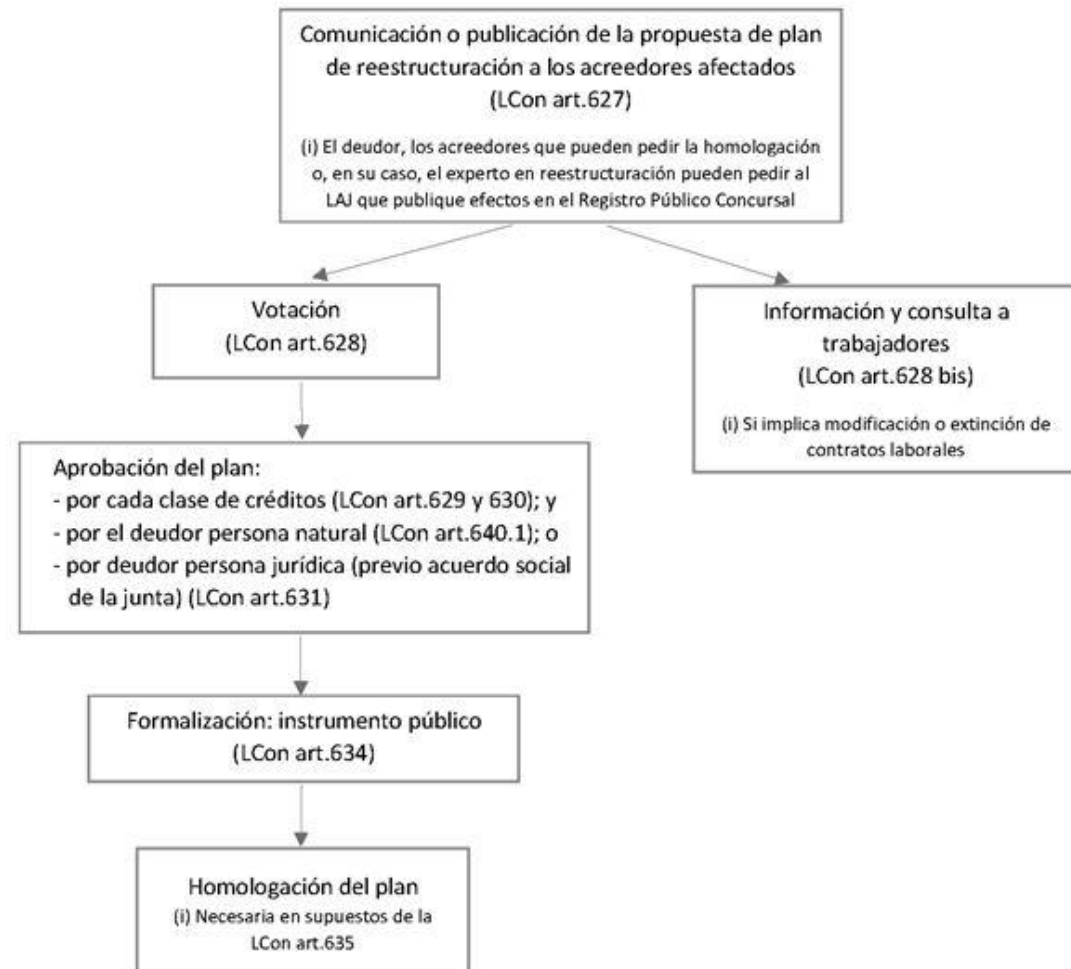 Comunicación o publicación de la propuesta de plan
de reestructuración a los acreedores afectados
(LCon art.627)
(i) El deudor, los acreedores que pueden pedir la homologación
o, en su caso, el experto en reestructuración pueden pedir al
LAJ que publique efectos en el Registro Público Concursal
Votación
(LCon art.628)
Información y consulta a
trabajadores
(LCon art.628 bis)
(i) Si implica modificación o extinción de
contratos laborales
Aprobación del plan:
- por cada clase de créditos (LCon art.629 y 630); y
- por el deudor persona natural (LCon art.640.1); o
- por deudor persona jurídica (previo acuerdo social
de la junta) (LCon art.631)
Formalización: instrumento público
(LCon art.634)
Homologación del plan
(i) Necesaria en supuestos de la
LCon art.635